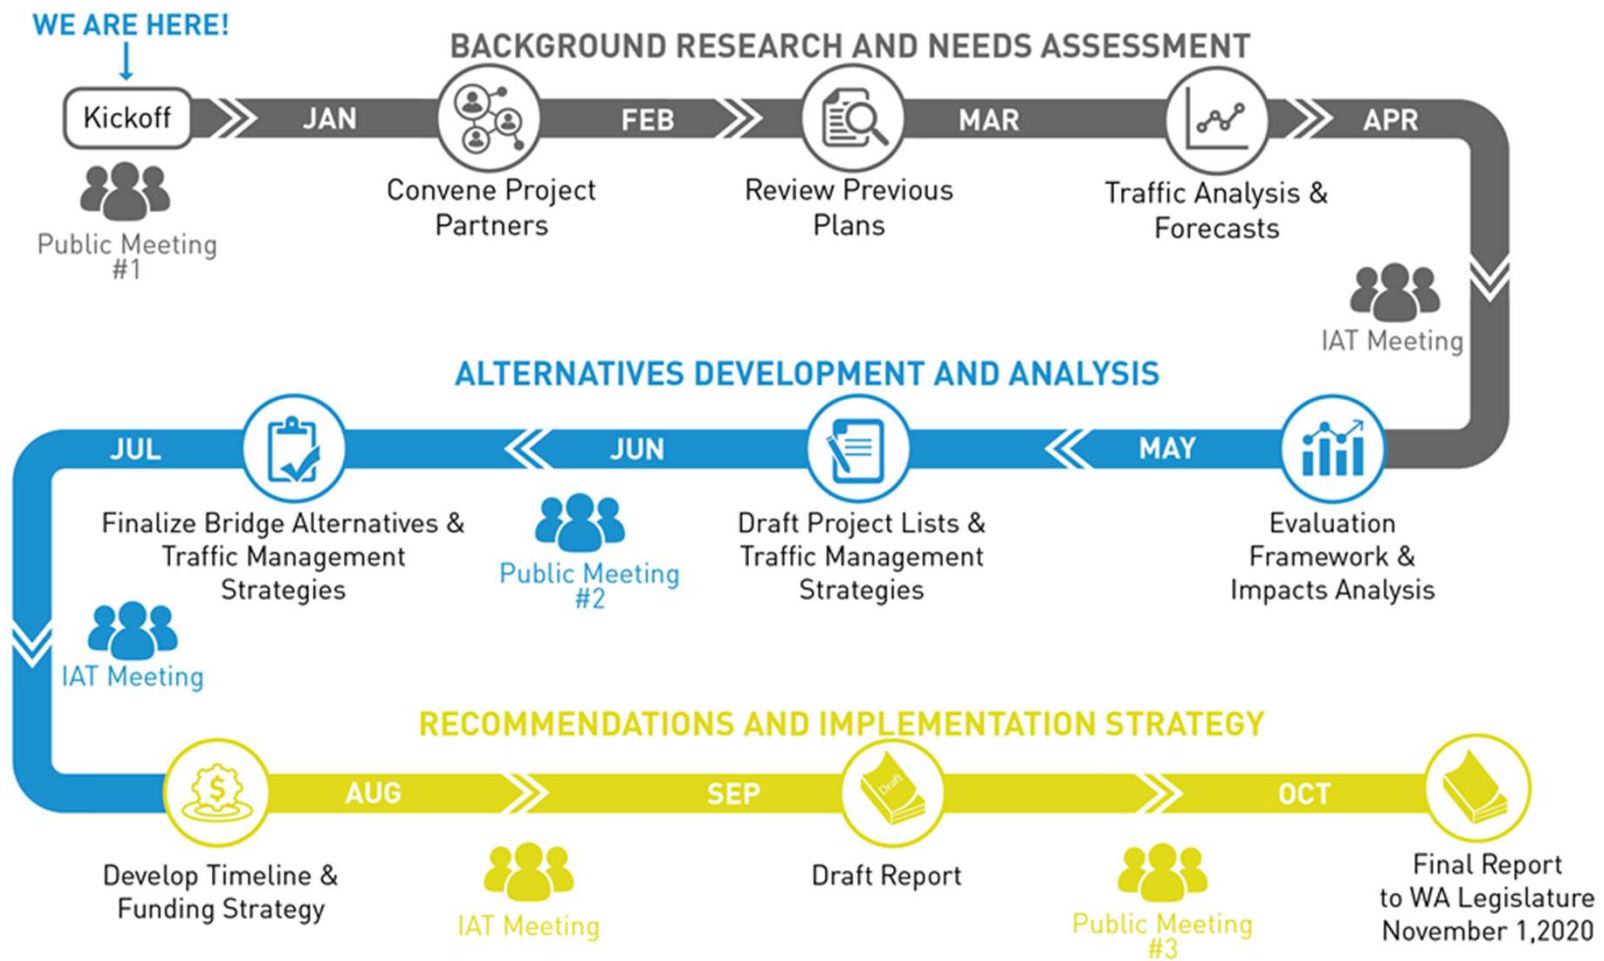 WE ARE HERE!
BACKGROUND RESEARCH AND NEEDS ASSESSMENT
Kickoff
JAN
FEB
MAR
APR
Public Meeting
#1
Convene Project
Partners
Review Previous
Plans
Traffic Analysis &
Forecasts
IAT Meeting
ALTERNATIVES DEVELOPMENT AND ANALYSIS
JUL
JUN
MAY
Finalize Bridge Alternatives &
Traffic Management
Strategies
Public Meeting
#2
Draft Project Lists &
Traffic Management
Strategies
Evaluation
Framework &
Impacts Analysis
IAT Meeting
RECOMMENDATIONS AND IMPLEMENTATION STRATEGY
$
AUG
SEP
Draft
OCT
Develop Timeline &
Funding Strategy
IAT Meeting
Draft Report
Public Meeting
#3
Final Report
to WA Legislature
November 1,2020